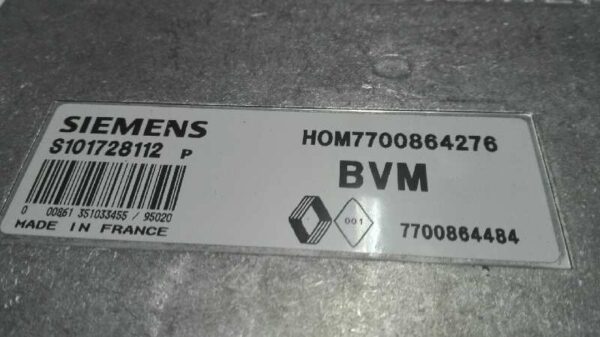 SIEMENS
S101728112 P
0 00861 351033455 / 95020
MADE IN FRANCE
HOM7700864276
BVM
001
7700864484